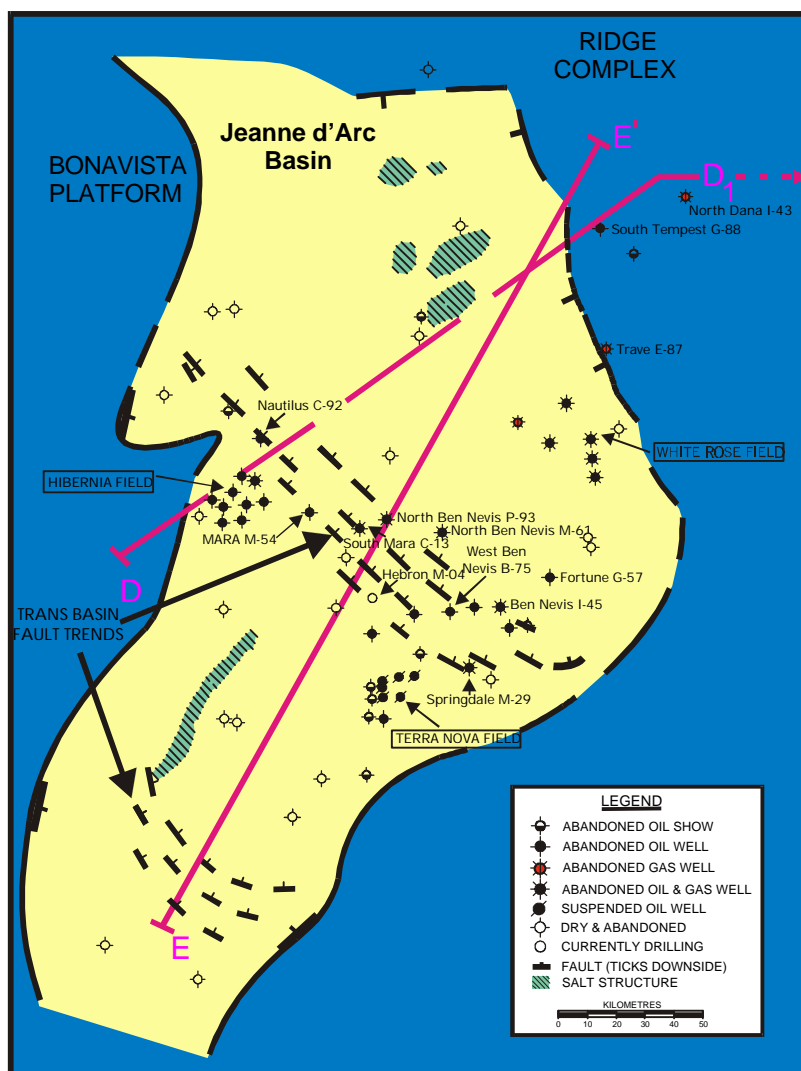 RIDGE
COMPLEX
Jeanne d'Arc
Basin
BONAVISTA
PLATFORM
E'
D1
North Dana I-43
South Tempest G-88
Trave E-87
Nautilus C-92
WHITE ROSE FIELD
HIBERNIA FIELD
North Ben Nevis P-93
North Ben Nevis M-61
MARA M-54
South Mara C-13
West Ben
Nevis B-75
Hebron M-04
Fortune G-57
D
Ben Nevis I-45
TRANS BASIN
FAULT TRENDS
Springdale M-29
TERRA NOVA FIELD
E
LEGEND
ABANDONED OIL SHOW
ABANDONED OIL WELL
ABANDONED GAS WELL
ABANDONED OIL & GAS WELL
SUSPENDED OIL WELL
DRY & ABANDONED
CURRENTLY DRILLING
FAULT (TICKS DOWNSIDE)
SALT STRUCTURE
KILOMETRES
0 10 20 30 40 50